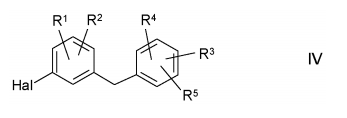 R¹ R² R⁴
R³ IV
Hal
R⁵